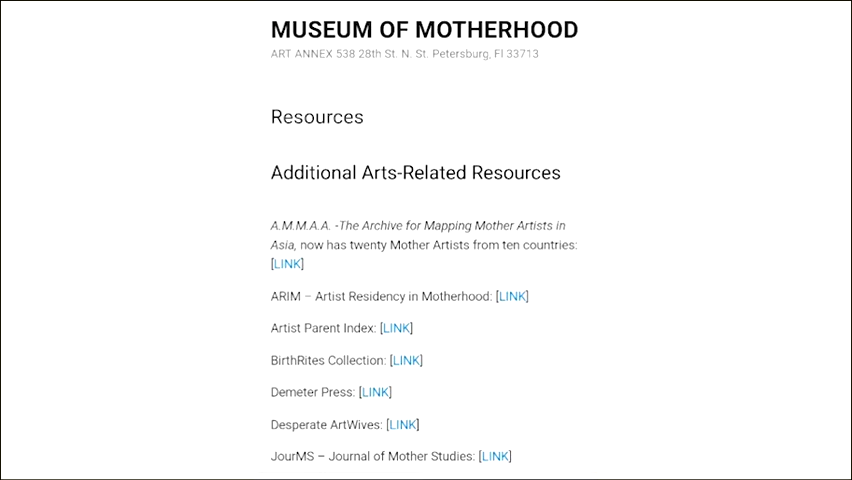 MUSEUM OF MOTHERHOOD
ART ANNEX 538 28th St. N. St. Petersburg, Fl 33713
Resources
Additional Arts-Related Resources
A.M.M.A.A. -The Archive for Mapping Mother Artists in
Asia, now has twenty Mother Artists from ten countries:
[LINK]
ARIM – Artist Residency in Motherhood: [LINK]
Artist Parent Index: [LINK]
BirthRites Collection: [LINK]
Demeter Press: [LINK]
Desperate ArtWives: [LINK]
JourMS – Journal of Mother Studies: [LINK]